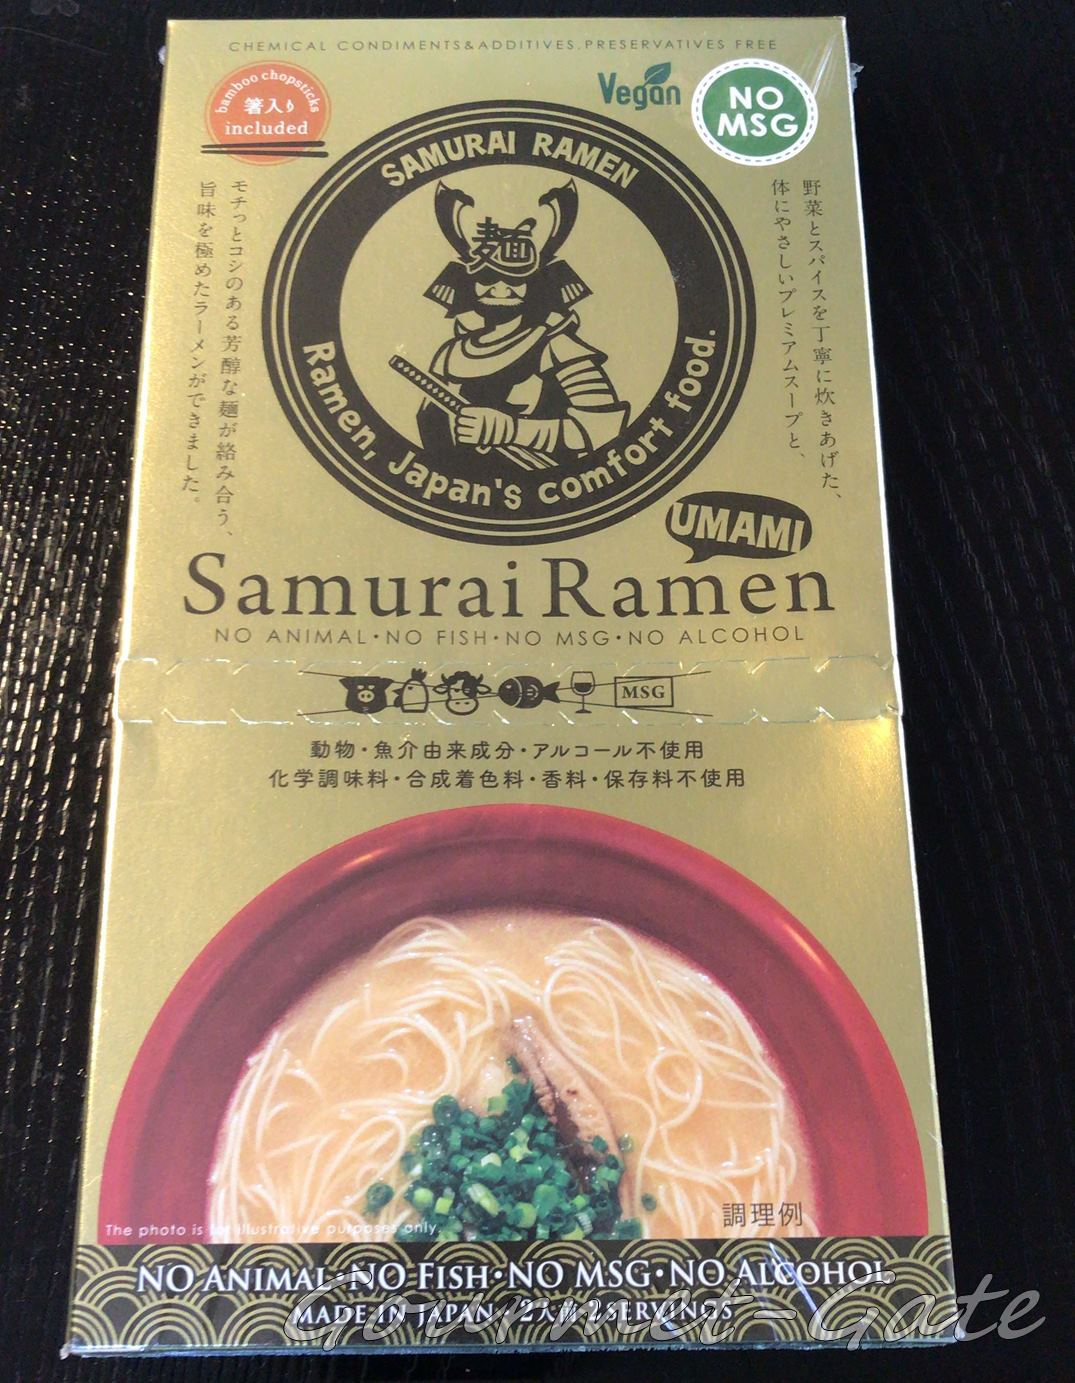 CHEMICAL CONDIMENTS&ADDITIVES.PRESERVATIVES FREE
bamboo chopsticks
箸入り
included
Vegan
NO
MSG
SAMURAI RAMEN
麺
Ramen, Japan's comfort food.
野菜とスパイスを丁寧に炊きあげた、
体にやさしいプレミアムスープと、
モチっとコシのある芳醇な麺が絡み合う、
旨味を極めたラーメンができました。
UMAMI
Samurai Ramen
NO ANIMAL・NO FISH・NO MSG・NO ALCOHOL
MSG
動物・魚介由来成分・アルコール不使用
化学調味料・合成着色料・香料・保存料不使用
調理例
The photo is for illustrative purposes only.
NO ANIMAL・NO FISH・NO MSG・NO ALCOHOL
MADE IN JAPAN / 2人前 2SERVINGS
Gourmet-Gate